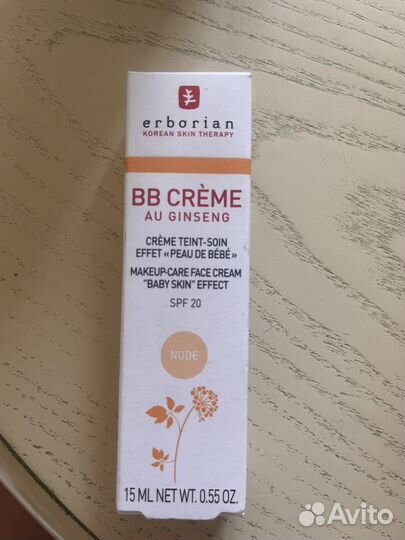 erborian
KOREAN SKIN THERAPY
BB CRÈME
AU GINSENG
CRÈME TEINT-SOIN
EFFET «PEAU DE BÉBÉ»
MAKEUP-CARE FACE CREAM
"BABY SKIN" EFFECT
SPF 20
NUDE
15 ML NET WT. 0.55 OZ.
Avito